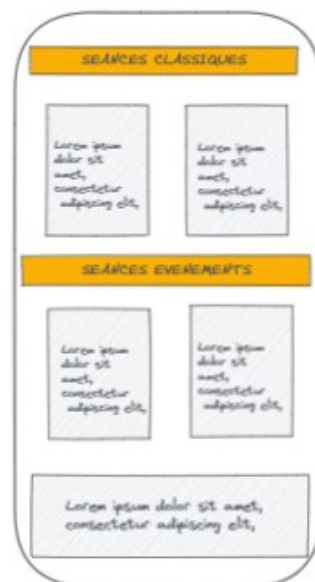 SEANCES CLASSIQUES
Lorem ipsum
dolor sit
amet,
consectetur
adipiscing elit,
Lorem ipsum
dolor sit
amet,
consectetur
adipiscing elit,
SEANCES EVENEMENTS
Lorem ipsum
dolor sit
amet,
consectetur
adipiscing elit,
Lorem ipsum
dolor sit
amet,
consectetur
adipiscing elit,
Lorem ipsum dolor sit amet,
consectetur adipiscing elit,